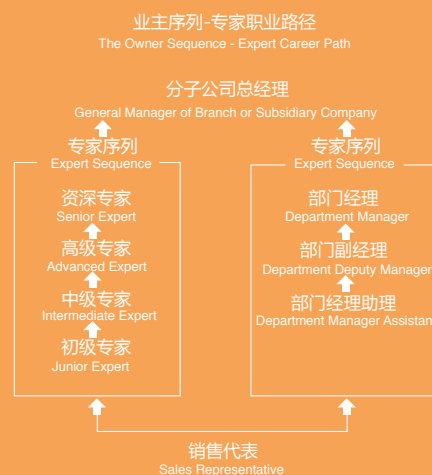 业主序列-专家职业路径
The Owner Sequence - Expert Career Path
分子公司总经理
General Manager of Branch or Subsidiary Company
专家序列
Expert Sequence
资深专家
Senior Expert
高级专家
Advanced Expert
中级专家
Intermediate Expert
初级专家
Junior Expert
专家序列
Expert Sequence
部门经理
Department Manager
部门副经理
Department Deputy Manager
部门经理助理
Department Manager Assistan
销售代表
Sales Representative